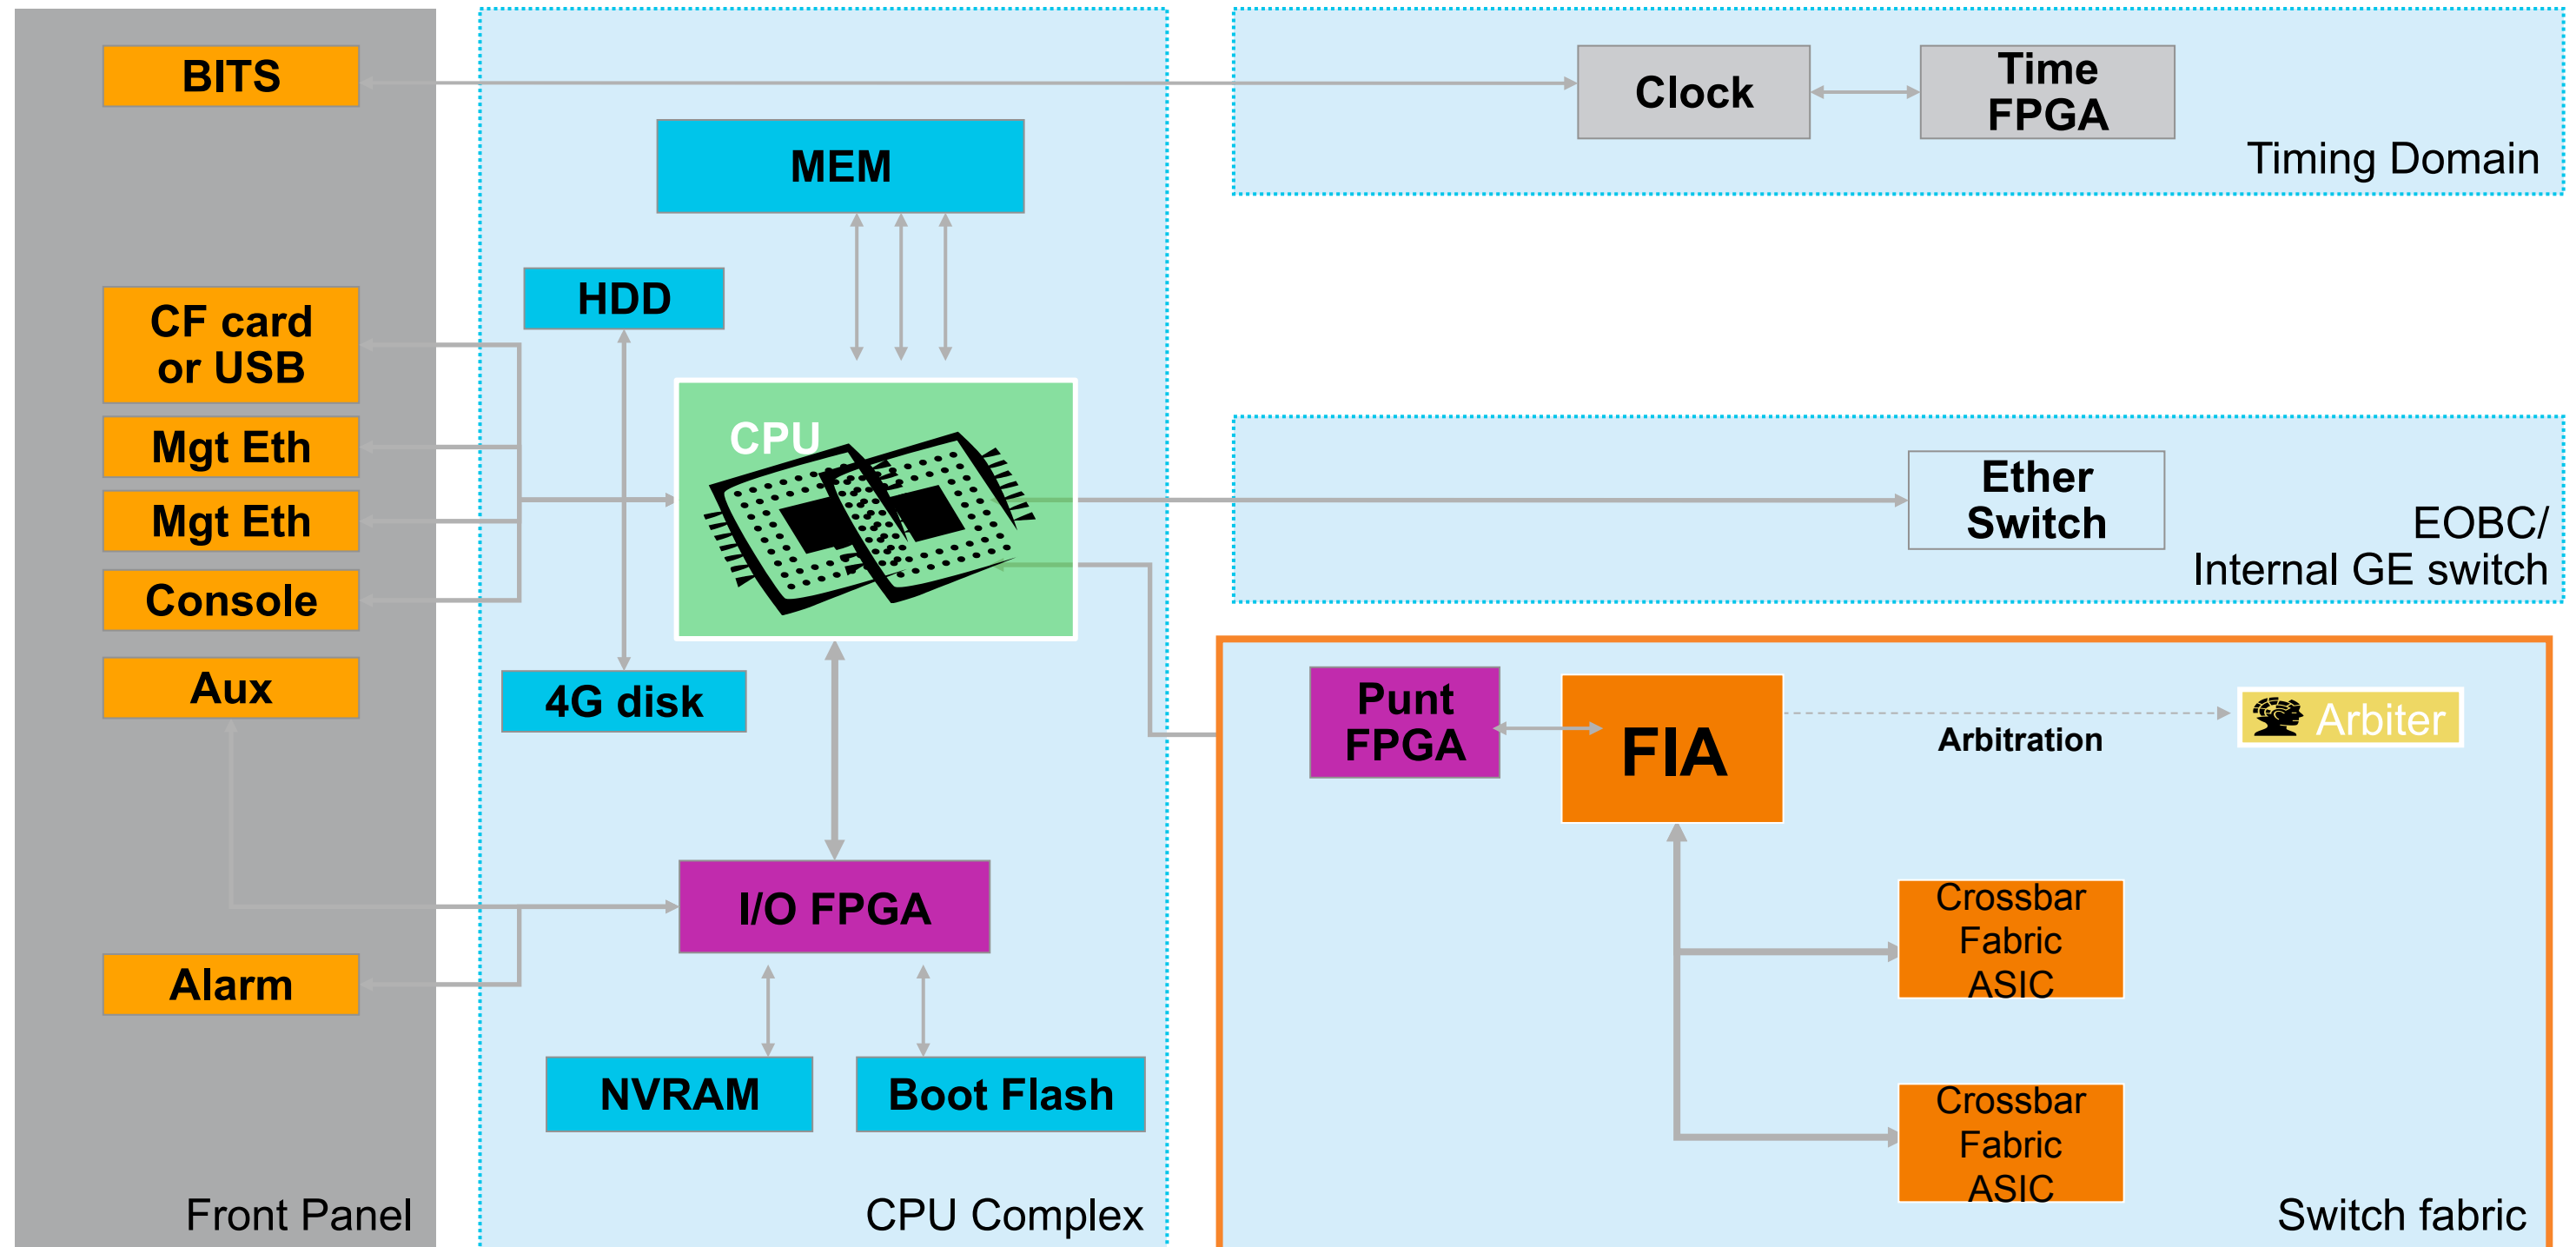 BITS
CF card
or USB
Mgt Eth
Mgt Eth
Console
Aux
Alarm
Front Panel
MEM
HDD
CPU
4G disk
I/O FPGA
NVRAM
Boot Flash
CPU Complex
Clock
Time
FPGA
Timing Domain
Ether
Switch
EOBC/
Internal GE switch
Punt
FPGA
FIA
Arbitration
Arbiter
Crossbar
Fabric
ASIC
Crossbar
Fabric
ASIC
Switch fabric